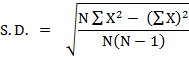 S. D. = √((N ∑X² − (∑X)²) / (N(N − 1)))